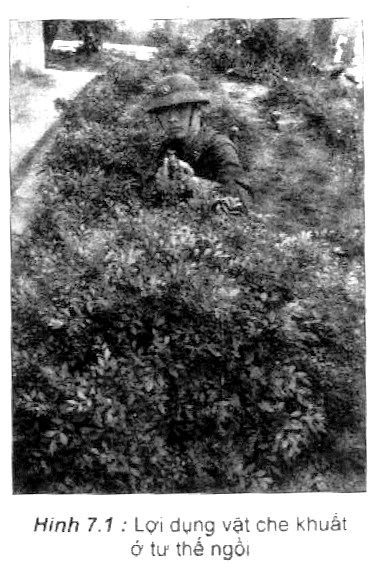 Hình 7.1 : Lợi dụng vật che khuất
ở tư thế ngồi